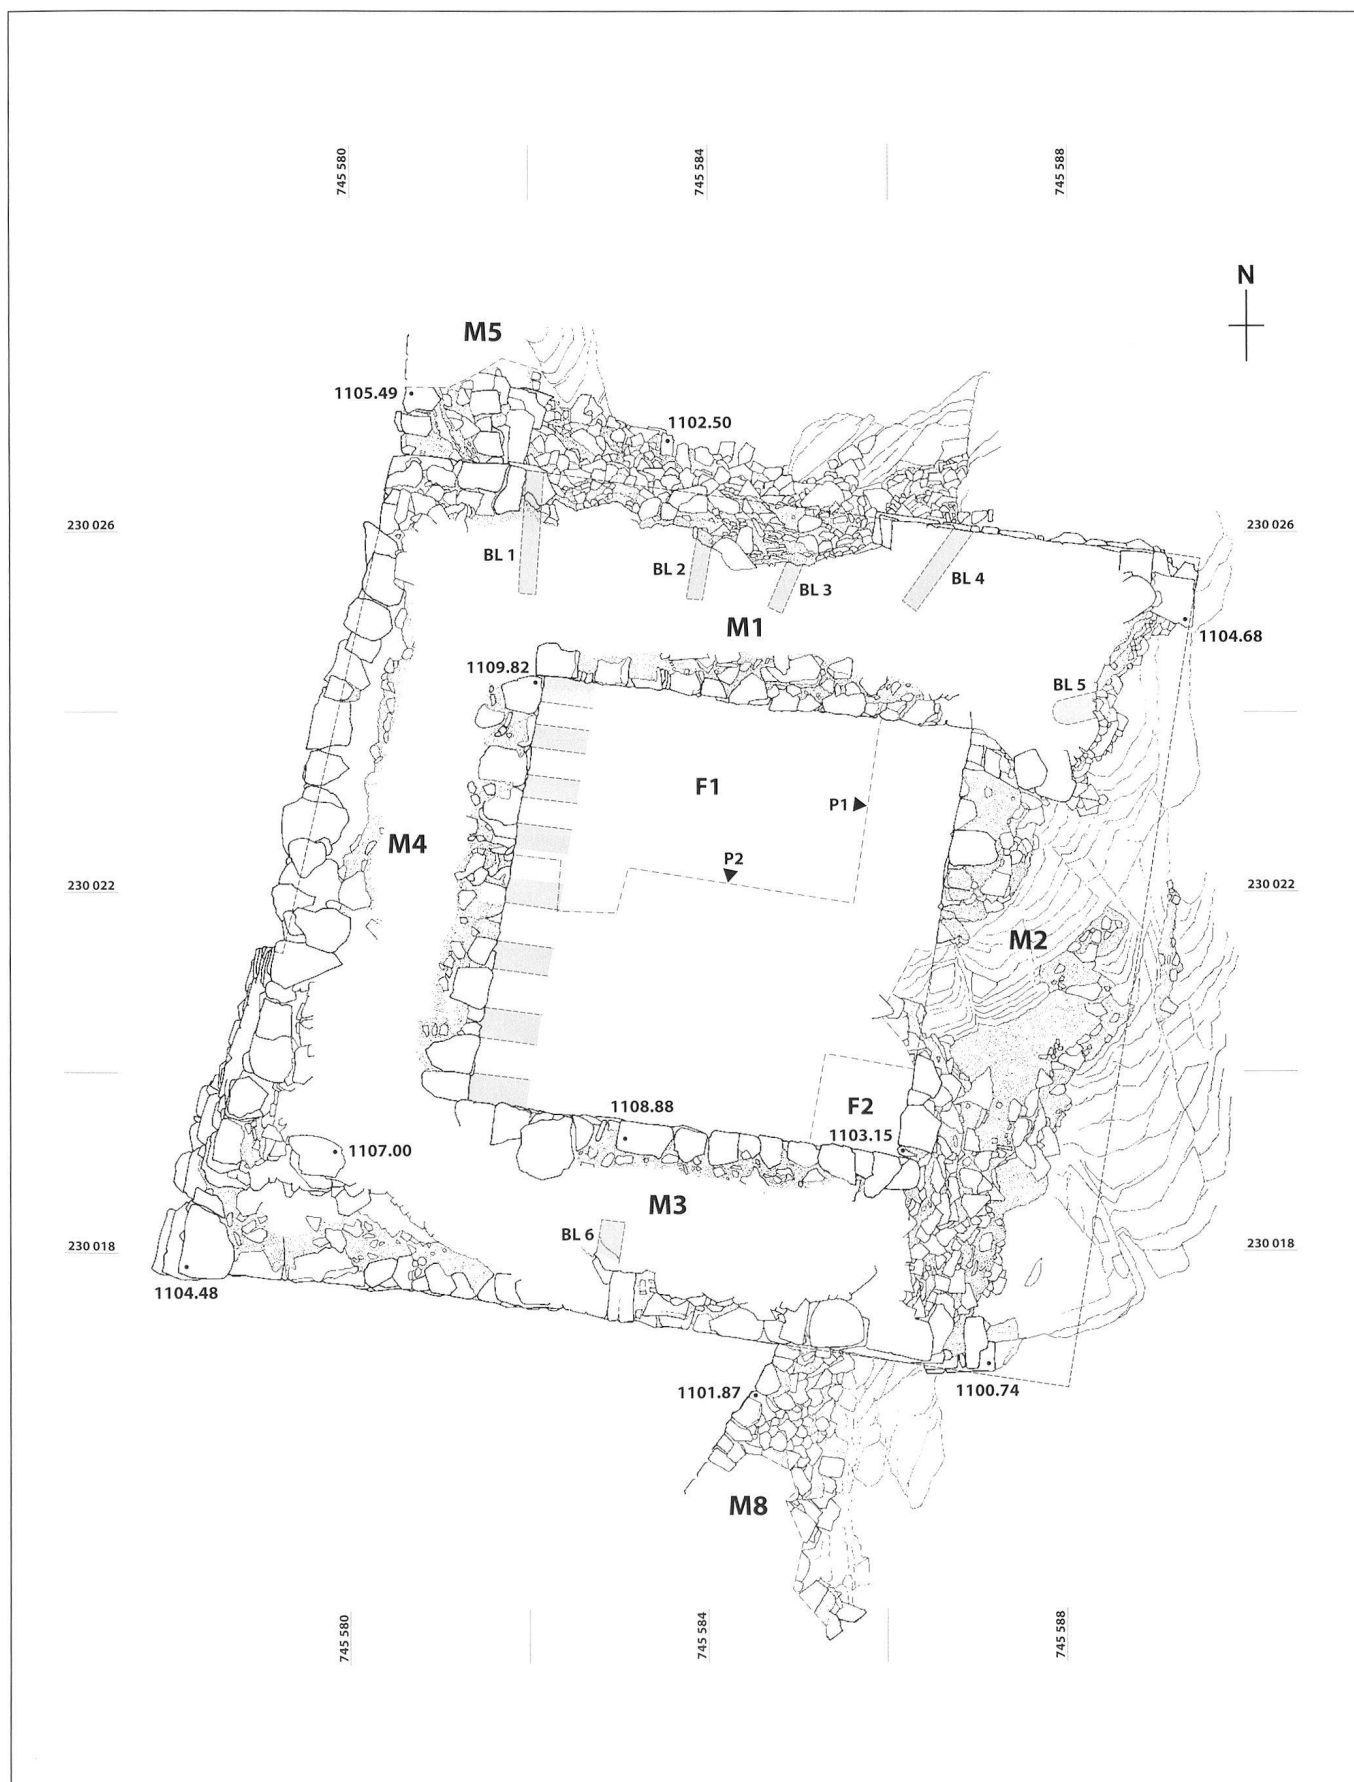 745 580
745 584
745 588
N
M5
1105.49
1102.50
230 026
230 026
BL 1
BL 2
BL 3
BL 4
M1
1104.68
1109.82
BL 5
F1
P1
M4
P2
230 022
230 022
M2
F2
1108.88
1103.15
1107.00
M3
BL 6
230 018
230 018
1104.48
1101.87
1100.74
M8
745 580
745 584
745 588